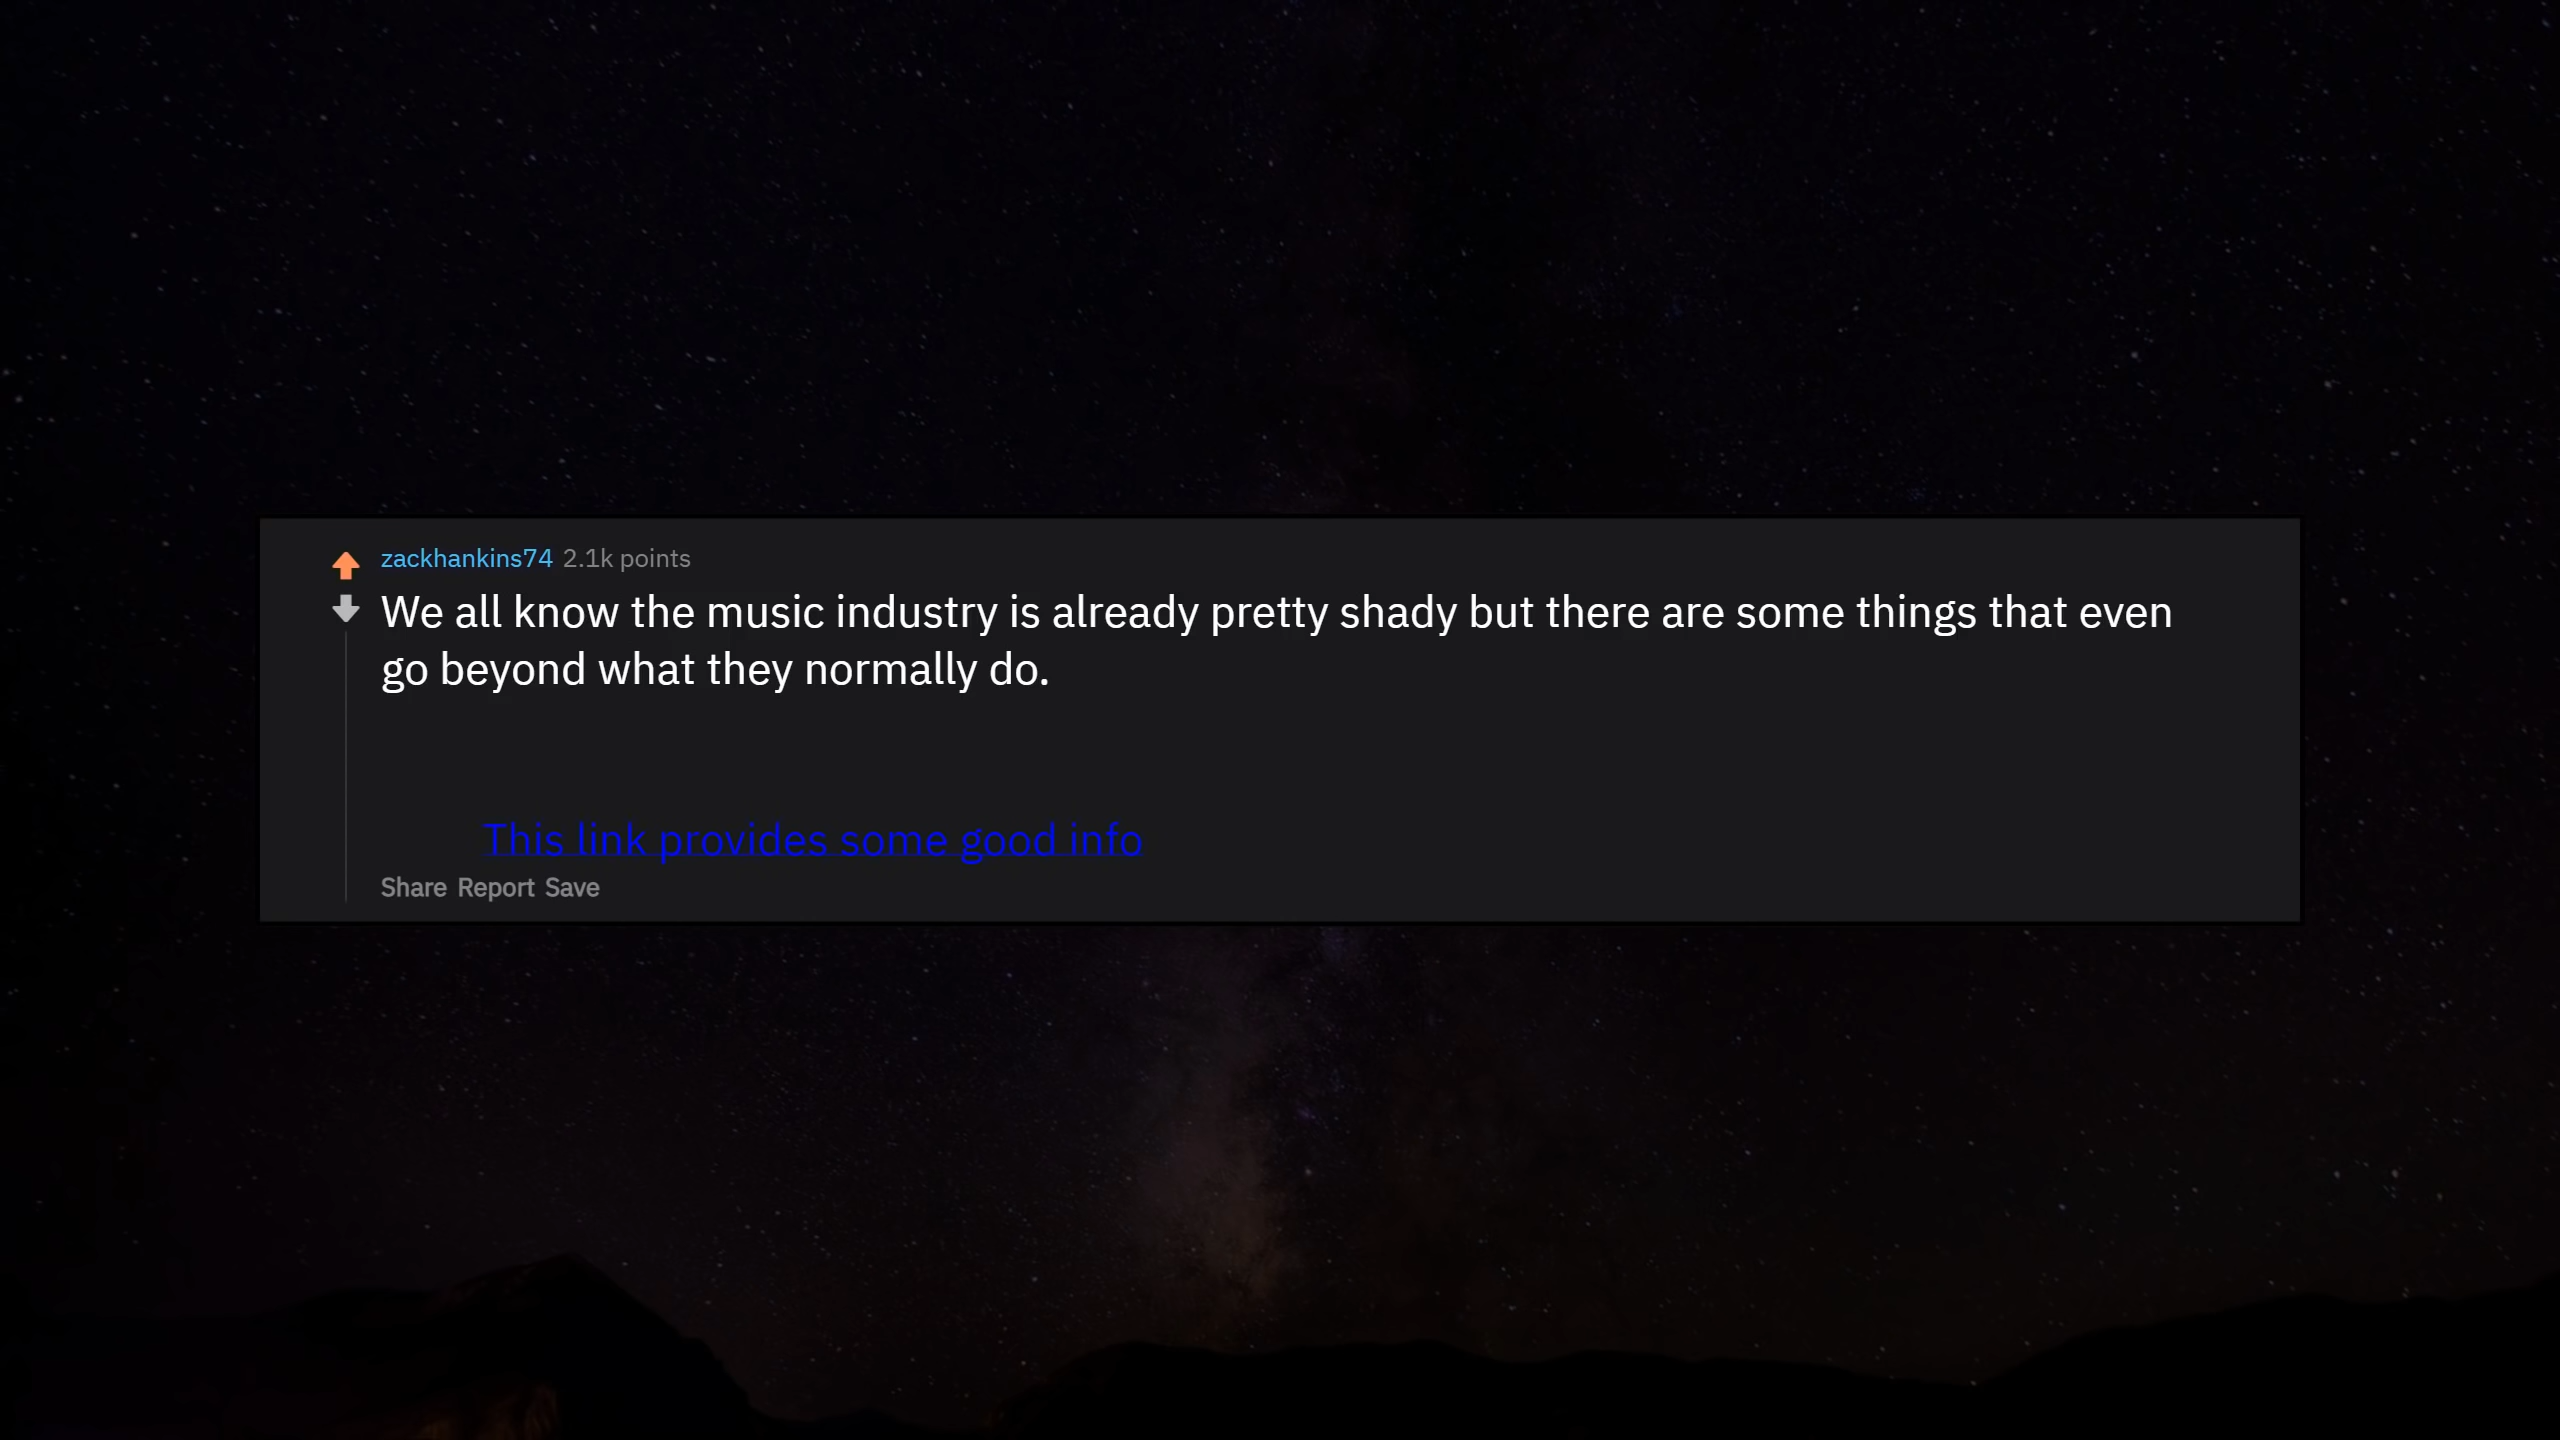 zackhankins74 2.1k points
We all know the music industry is already pretty shady but there are some things that even
go beyond what they normally do.
This link provides some good info
Share Report Save